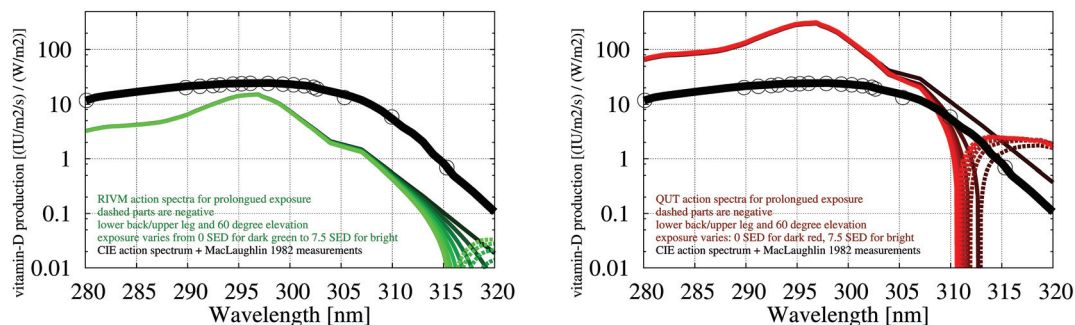 vitamin-D production [(IU/m2/s) / (W/m2)]
100
10
1
0.1
0.01
RIVM action spectra for prolongued exposure
dashed parts are negative
lower back/upper leg and 60 degree elevation
exposure varies from 0 SED for dark green to 7.5 SED for bright
CIE action spectrum + MacLaughlin 1982 measurements
280 285 290 295 300 305 310 315 320
Wavelength [nm]
vitamin-D production [(IU/m2/s) / (W/m2)]
100
10
1
0.1
0.01
QUT action spectra for prolongued exposure
dashed parts are negative
lower back/upper leg and 60 degree elevation
exposure varies: 0 SED for dark red, 7.5 SED for bright
CIE action spectrum + MacLaughlin 1982 measurements
280 285 290 295 300 305 310 315 320
Wavelength [nm]